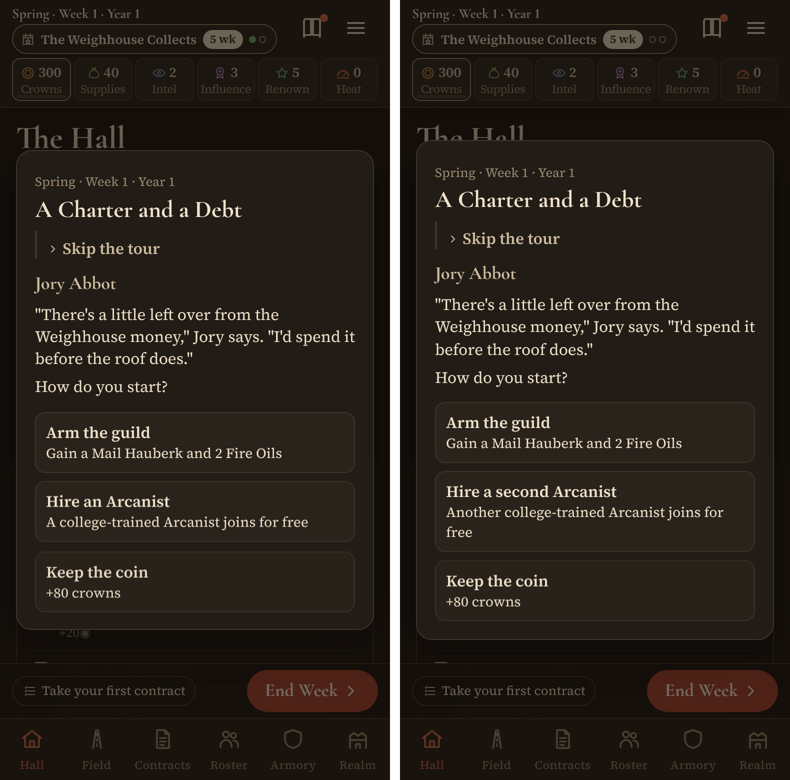 Spring · Week 1 · Year 1
The Weighhouse Collects 5 wk
300 40 2 3 5 0
Crowns Supplies Intel Influence Renown Heat
The Hall
Spring · Week 1 · Year 1
A Charter and a Debt
› Skip the tour
Jory Abbot
"There's a little left over from the
Weighhouse money," Jory says. "I'd spend it
before the roof does."
How do you start?
Arm the guild
Gain a Mail Hauberk and 2 Fire Oils
Hire an Arcanist
A college-trained Arcanist joins for free
Keep the coin
+80 crowns
+20
Take your first contract
End Week ›
Hall Field Contracts Roster Armory Realm
Spring · Week 1 · Year 1
The Weighhouse Collects 5 wk
300 40 2 3 5 0
Crowns Supplies Intel Influence Renown Heat
The Hall
Spring · Week 1 · Year 1
A Charter and a Debt
› Skip the tour
Jory Abbot
"There's a little left over from the
Weighhouse money," Jory says. "I'd spend it
before the roof does."
How do you start?
Arm the guild
Gain a Mail Hauberk and 2 Fire Oils
Hire a second Arcanist
Another college-trained Arcanist joins for
free
Keep the coin
+80 crowns
Take your first contract
End Week ›
Hall Field Contracts Roster Armory Realm